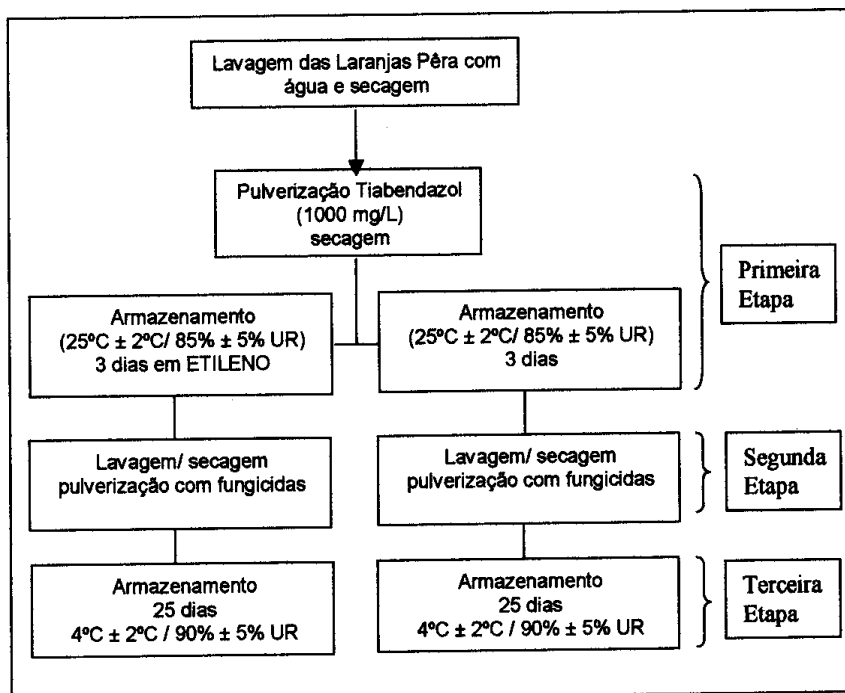 Lavagem das Laranjas Pêra com
água e secagem
Pulverização Tiabendazol
(1000 mg/L)
secagem
Primeira
Etapa
Armazenamento
(25ºC ± 2ºC/ 85% ± 5% UR)
3 dias em ETILENO
Armazenamento
(25ºC ± 2ºC/ 85% ± 5% UR)
3 dias
Lavagem/ secagem
pulverização com fungicidas
Lavagem/ secagem
pulverização com fungicidas
Segunda
Etapa
Armazenamento
25 dias
4ºC ± 2ºC / 90% ± 5% UR
Armazenamento
25 dias
4ºC ± 2ºC / 90% ± 5% UR
Terceira
Etapa